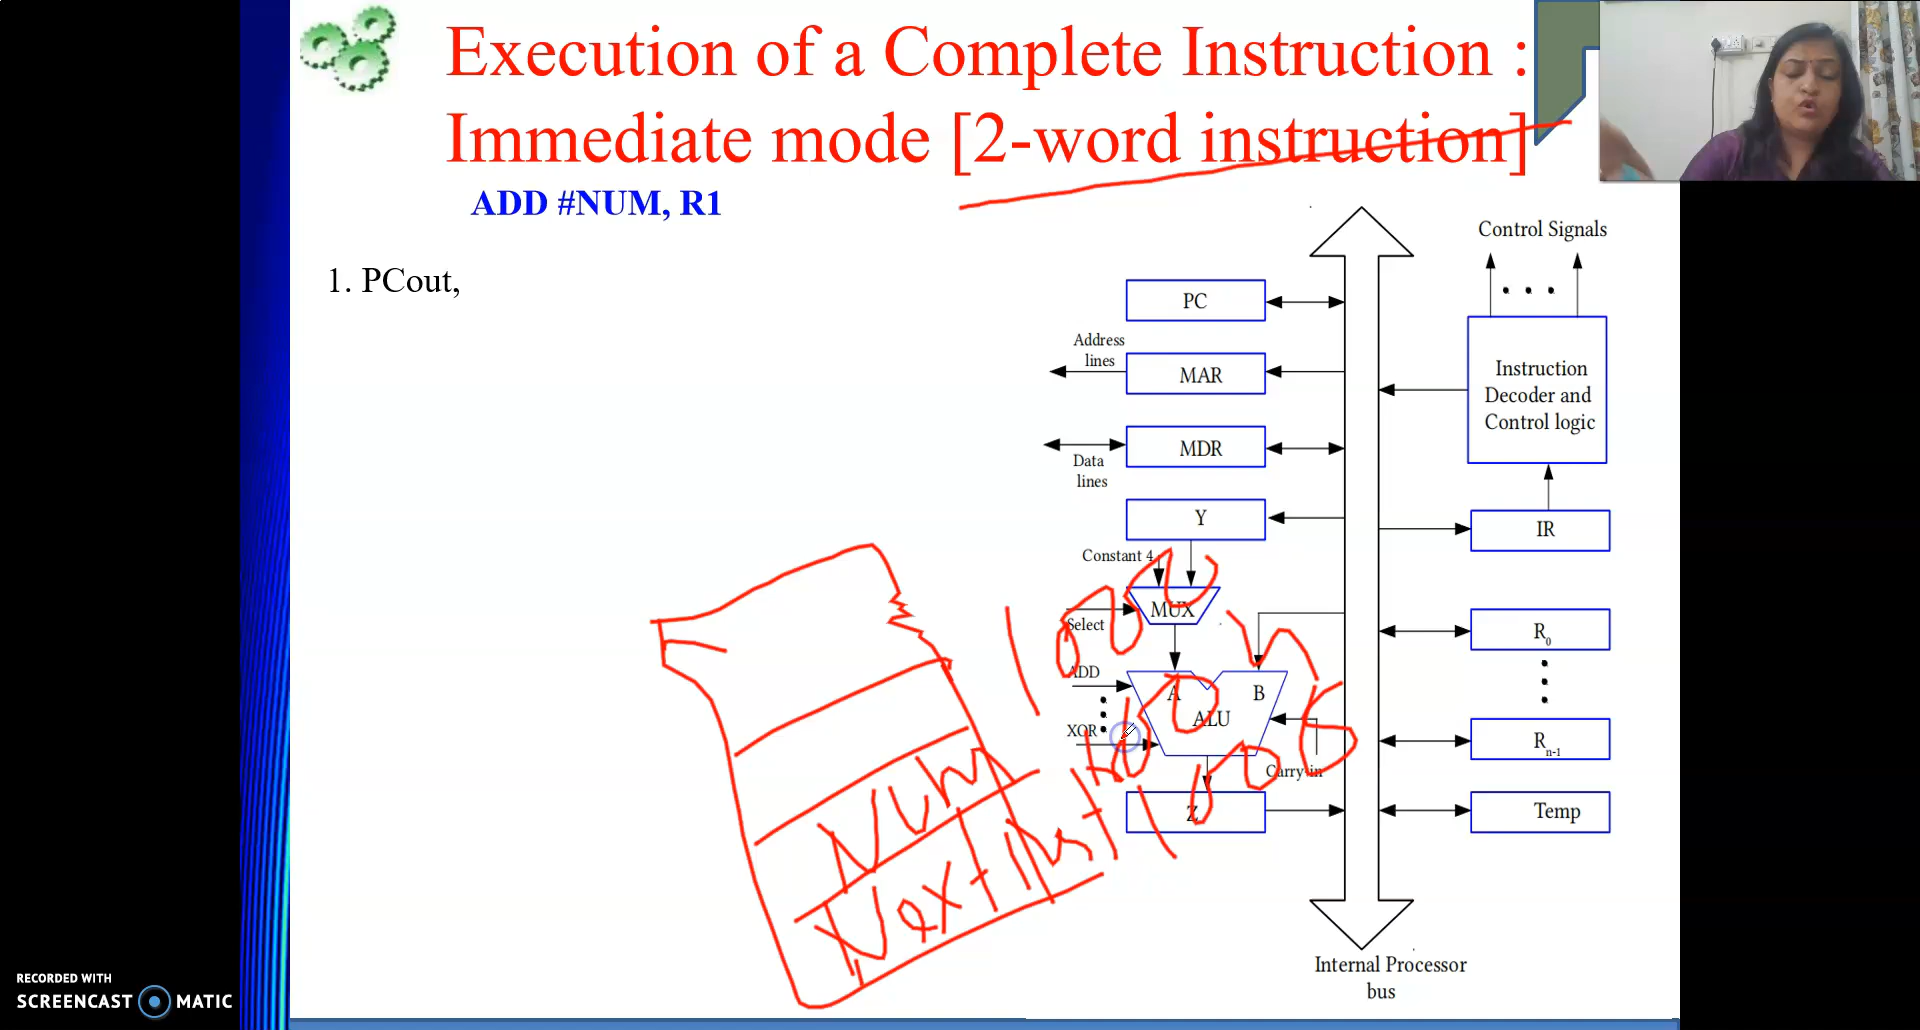 Execution of a Complete Instruction :
Immediate mode [2-word instruction]
ADD #NUM, R1
1. PCout,
Control Signals
PC
Address
lines
MAR
Instruction
Decoder and
Control logic
MDR
Data
lines
Y
IR
Constant 4
MUX
Select
R0
ADD
A
B
ALU
XOR
Rn-1
Carry-in
Z
Temp
Num
Next inst
Internal Processor
bus
RECORDED WITH
SCREENCAST MATIC